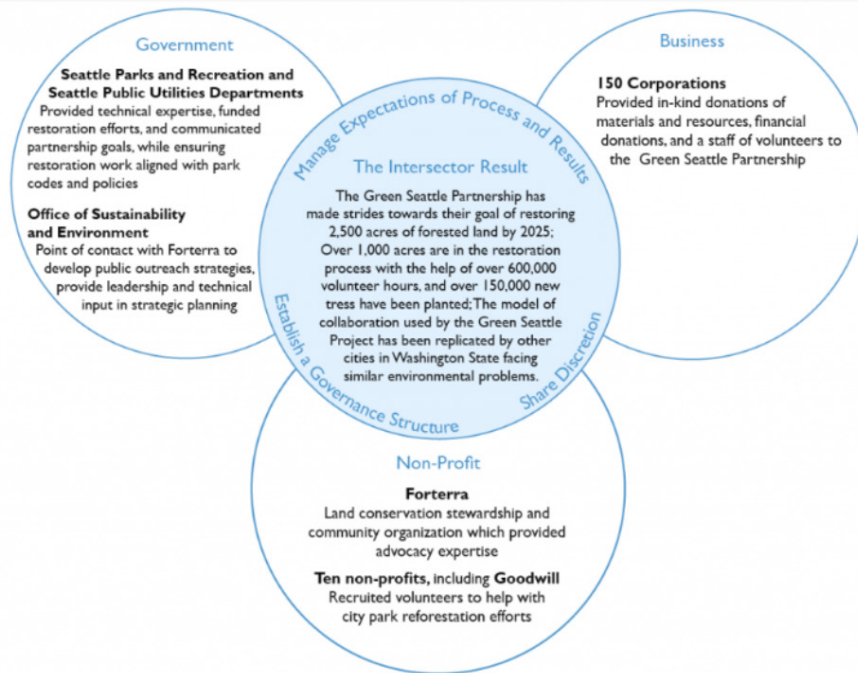 Government
Seattle Parks and Recreation and
Seattle Public Utilities Departments
Provided technical expertise, funded
restoration efforts, and communicated
partnership goals, while ensuring
restoration work aligned with park
codes and policies
Office of Sustainability
and Environment
Point of contact with Forterra to
develop public outreach strategies,
provide leadership and technical
input in strategic planning
Business
150 Corporations
Provided in-kind donations of
materials and resources, financial
donations, and a staff of volunteers to
the Green Seattle Partnership
Manage Expectations of Process and Results
The Intersector Result
The Green Seattle Partnership has
made strides towards their goal of restoring
2,500 acres of forested land by 2025;
Over 1,000 acres are in the restoration
process with the help of over 600,000
volunteer hours, and over 150,000 new
tress have been planted; The model of
collaboration used by the Green Seattle
Project has been replicated by other
cities in Washington State facing
similar environmental problems.
Establish a Governance Structure
Share Discretion
Non-Profit
Forterra
Land conservation stewardship and
community organization which provided
advocacy expertise
Ten non-profits, including Goodwill
Recruited volunteers to help with
city park reforestation efforts